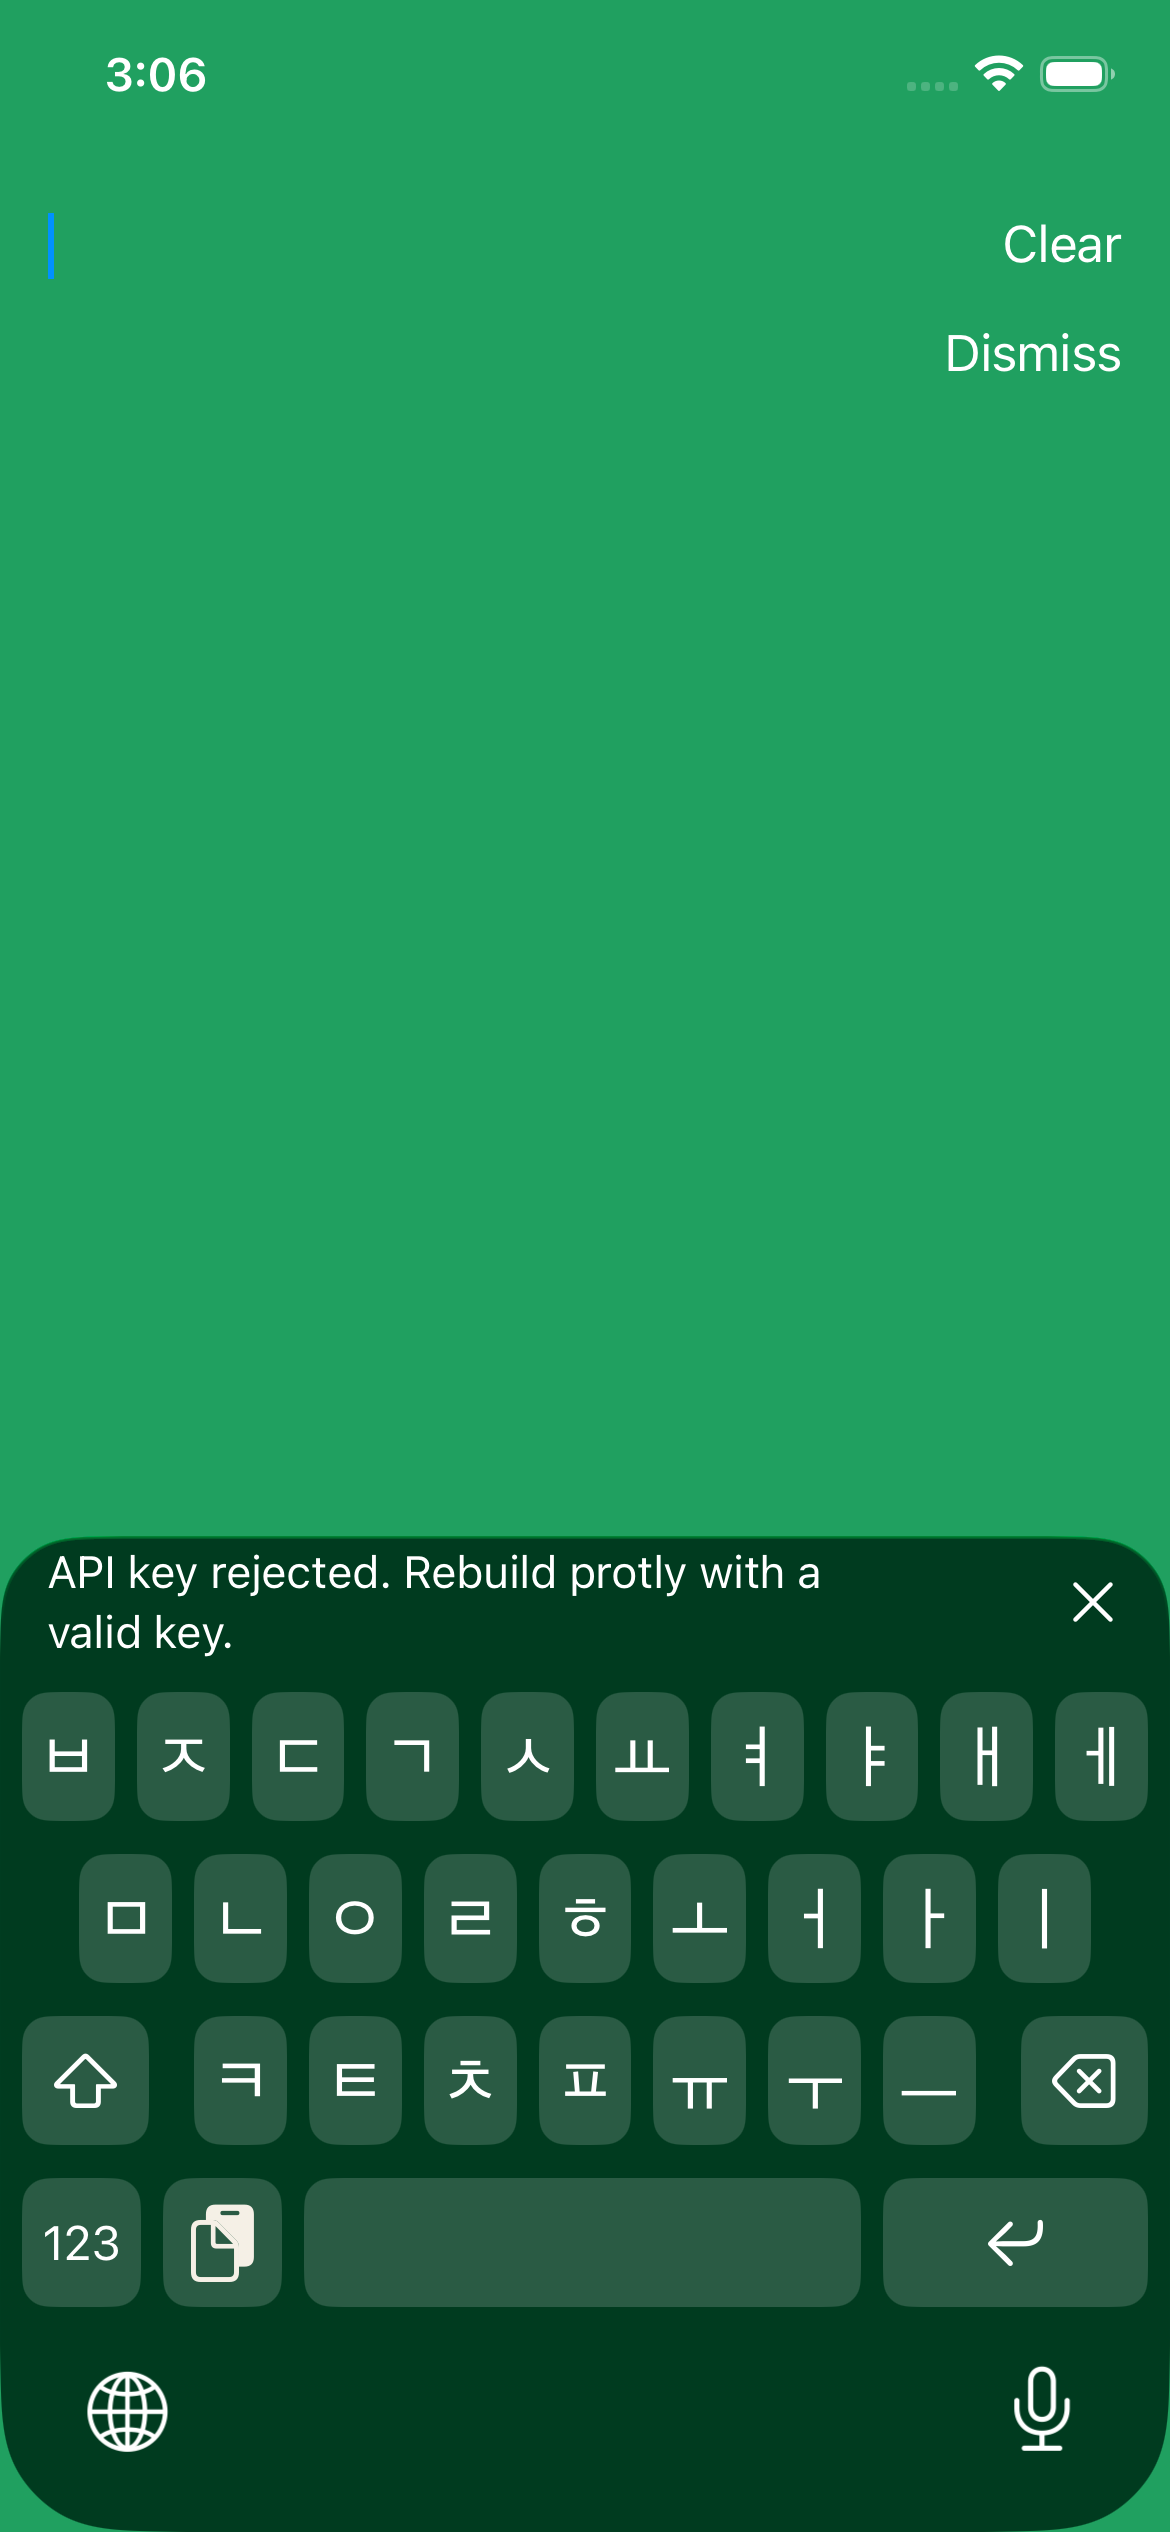 3:06
Clear
Dismiss
API key rejected. Rebuild protly with a
valid key.
ㅂ ㅈ ㄷ ㄱ ㅅ ㅛ ㅕ ㅑ ㅐ ㅔ
ㅁ ㄴ ㅇ ㄹ ㅎ ㅗ ㅓ ㅏ ㅣ
ㅋ ㅌ ㅊ ㅍ ㅠ ㅜ ㅡ
123